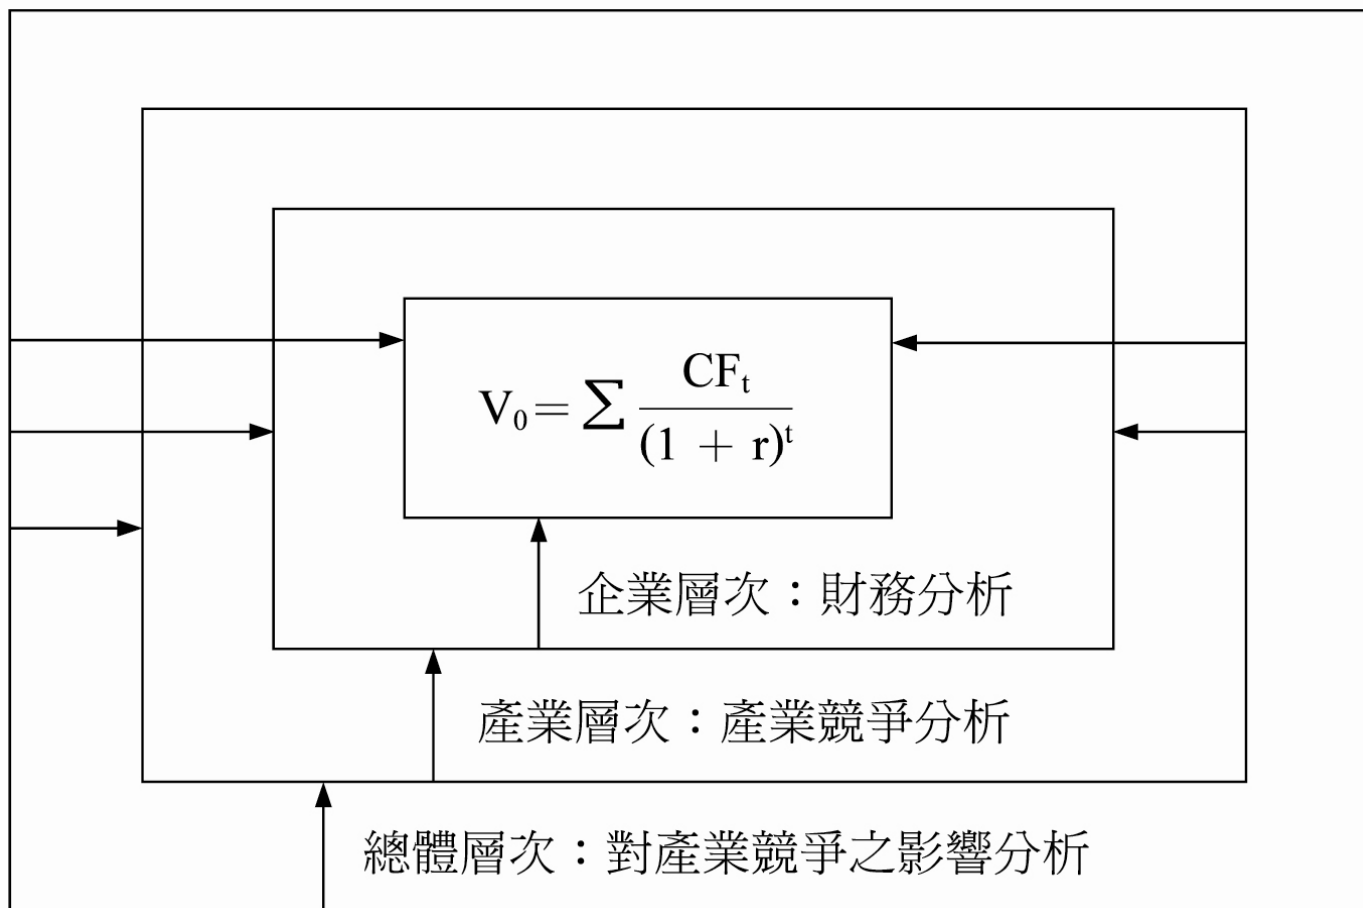 V₀ = ∑ CFₜ / (1 + r)ᵗ
企業層次：財務分析
產業層次：產業競爭分析
總體層次：對產業競爭之影響分析